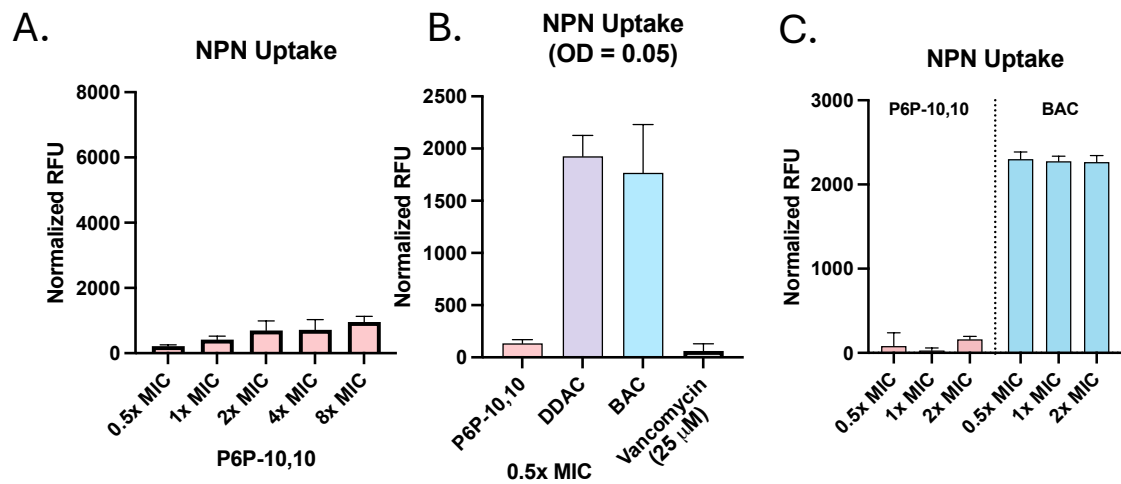 A.
NPN Uptake
Normalized RFU
8000
6000
4000
2000
0
0.5x MIC
1x MIC
2x MIC
4x MIC
8x MIC
P6P-10,10
B.
NPN Uptake
(OD = 0.05)
Normalized RFU
2500
2000
1500
1000
500
0
P6P-10,10
DDAC
BAC
Vancomycin
(25 μM)
0.5x MIC
C.
NPN Uptake
Normalized RFU
3000
2000
1000
0
P6P-10,10
BAC
0.5x MIC
1x MIC
2x MIC
0.5x MIC
1x MIC
2x MIC